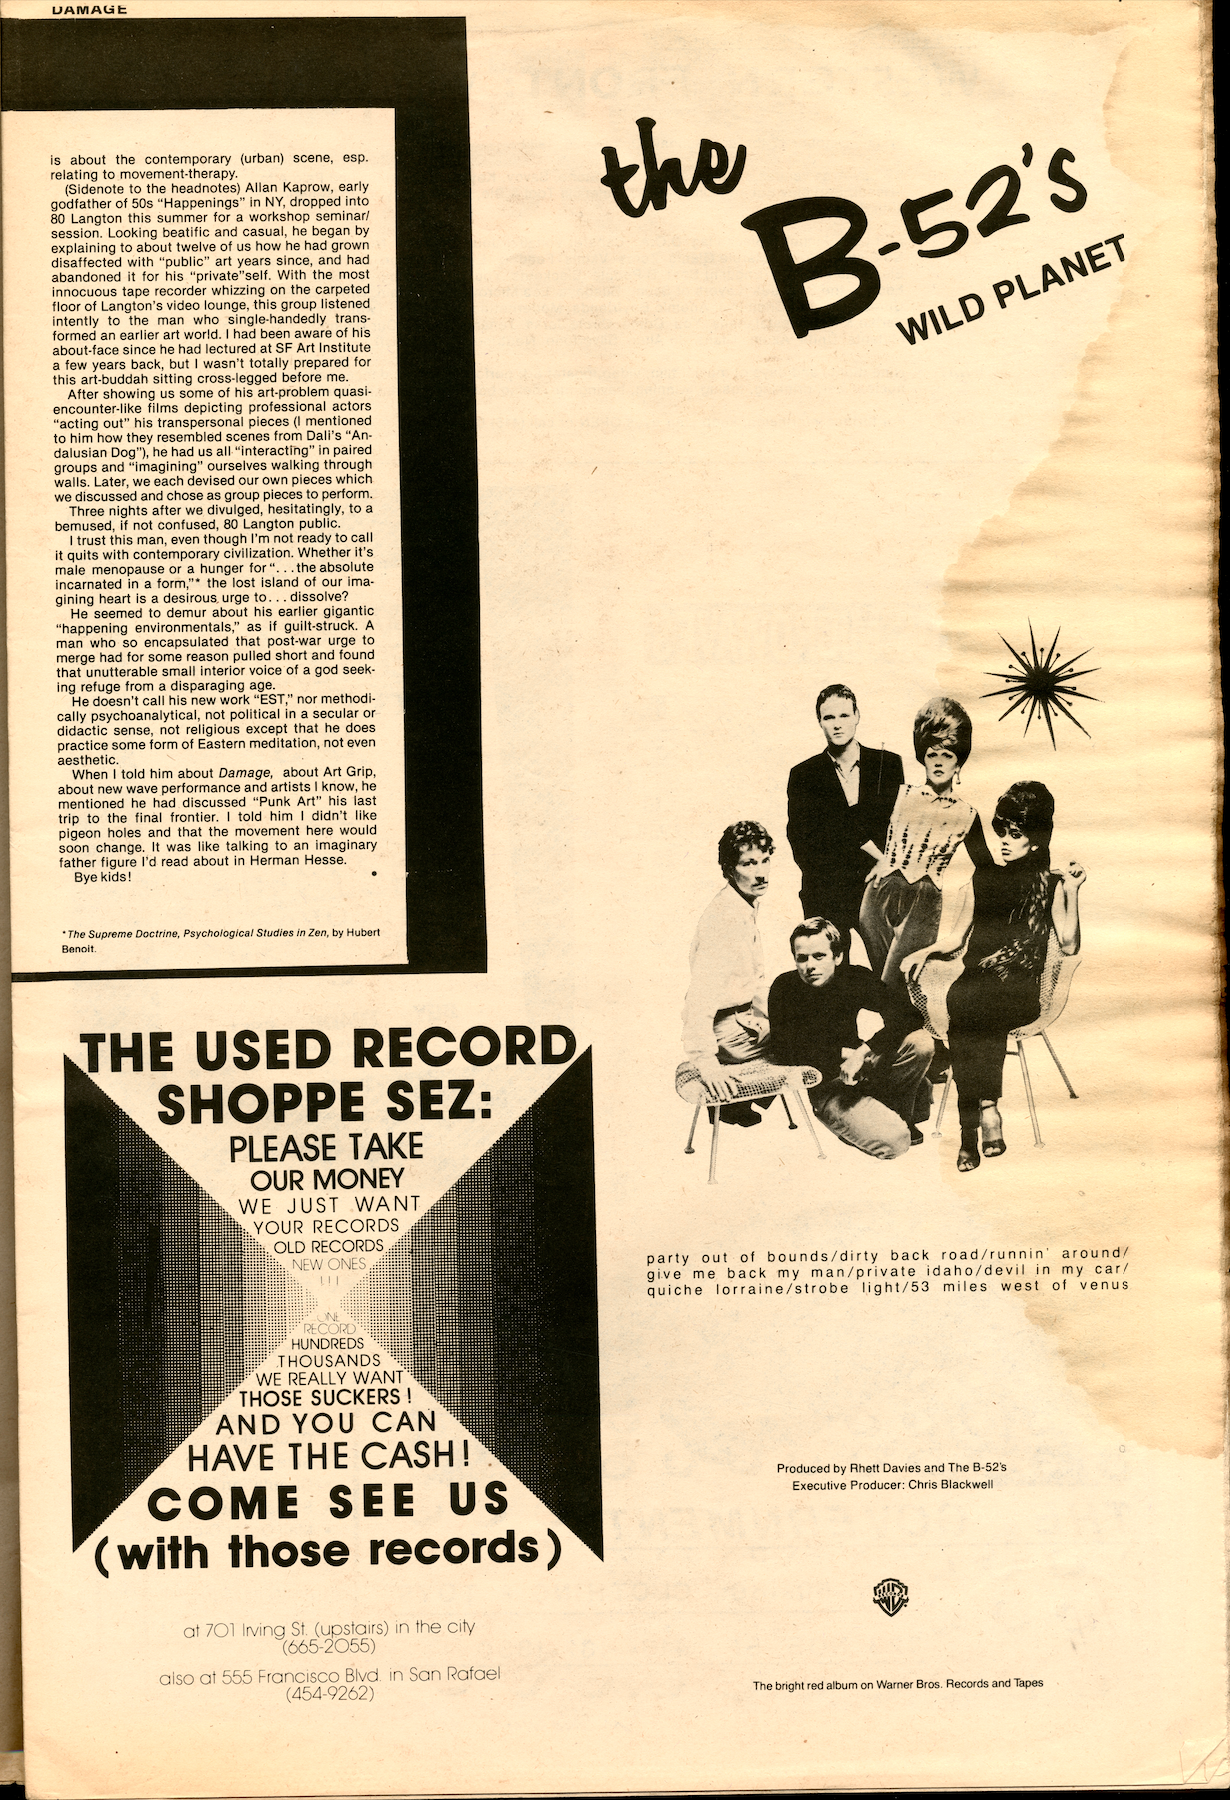 DAMAGE
is about the contemporary (urban) scene, esp.
relating to movement-therapy.
(Sidenote to the headnotes) Allan Kaprow, early
godfather of 50s “Happenings” in NY, dropped into
80 Langton this summer for a workshop seminar/
session. Looking beatific and casual, he began by
explaining to about twelve of us how he had grown
disaffected with “public” art years since, and had
abandoned it for his “private”self. With the most
innocuous tape recorder whizzing on the carpeted
floor of Langton's video lounge, this group listened
intently to the man who single-handedly trans-
formed an earlier art world. I had been aware of his
about-face since he had lectured at SF Art Institute
a few years back, but I wasn't totally prepared for
this art-buddah sitting cross-legged before me.
After showing us some of his art-problem quasi-
encounter-like films depicting professional actors
“acting out” his transpersonal pieces (I mentioned
to him how they resembled scenes from Dali's “An-
dalusian Dog”), he had us all “interacting” in paired
groups and “imagining” ourselves walking through
walls. Later, we each devised our own pieces which
we discussed and chose as group pieces to perform.
Three nights after we divulged, hesitatingly, to a
bemused, if not confused, 80 Langton public.
I trust this man, even though I'm not ready to call
it quits with contemporary civilization. Whether it's
male menopause or a hunger for “. . . the absolute
incarnated in a form,”* the lost island of our ima-
gining heart is a desirous urge to. . . dissolve?
He seemed to demur about his earlier gigantic
“happening environmentals,” as if guilt-struck. A
man who so encapsulated that post-war urge to
merge had for some reason pulled short and found
that unutterable small interior voice of a god seek-
ing refuge from a disparaging age.
He doesn't call his new work “EST,” nor methodi-
cally psychoanalytical, not political in a secular or
didactic sense, not religious except that he does
practice some form of Eastern meditation, not even
aesthetic.
When I told him about Damage, about Art Grip,
about new wave performance and artists I know, he
mentioned he had discussed “Punk Art” his last
trip to the final frontier. I told him I didn't like
pigeon holes and that the movement here would
soon change. It was like talking to an imaginary
father figure I'd read about in Herman Hesse.
Bye kids!
*The Supreme Doctrine, Psychological Studies in Zen, by Hubert
Benoit.
THE USED RECORD
SHOPPE SEZ:
PLEASE TAKE
OUR MONEY
WE JUST WANT
YOUR RECORDS
OLD RECORDS
NEW ONES
! ! !
ONE
RECORD
HUNDREDS
THOUSANDS
WE REALLY WANT
THOSE SUCKERS!
AND YOU CAN
HAVE THE CASH!
COME SEE US
(with those records)
at 701 Irving St. (upstairs) in the city
(665-2055)
also at 555 Francisco Blvd. in San Rafael
(454-9262)
the
B-52's
WILD PLANET
party out of bounds/dirty back road/runnin' around/
give me back my man/private idaho/devil in my car/
quiche lorraine/strobe light/53 miles west of venus
Produced by Rhett Davies and The B-52's
Executive Producer: Chris Blackwell
The bright red album on Warner Bros. Records and Tapes